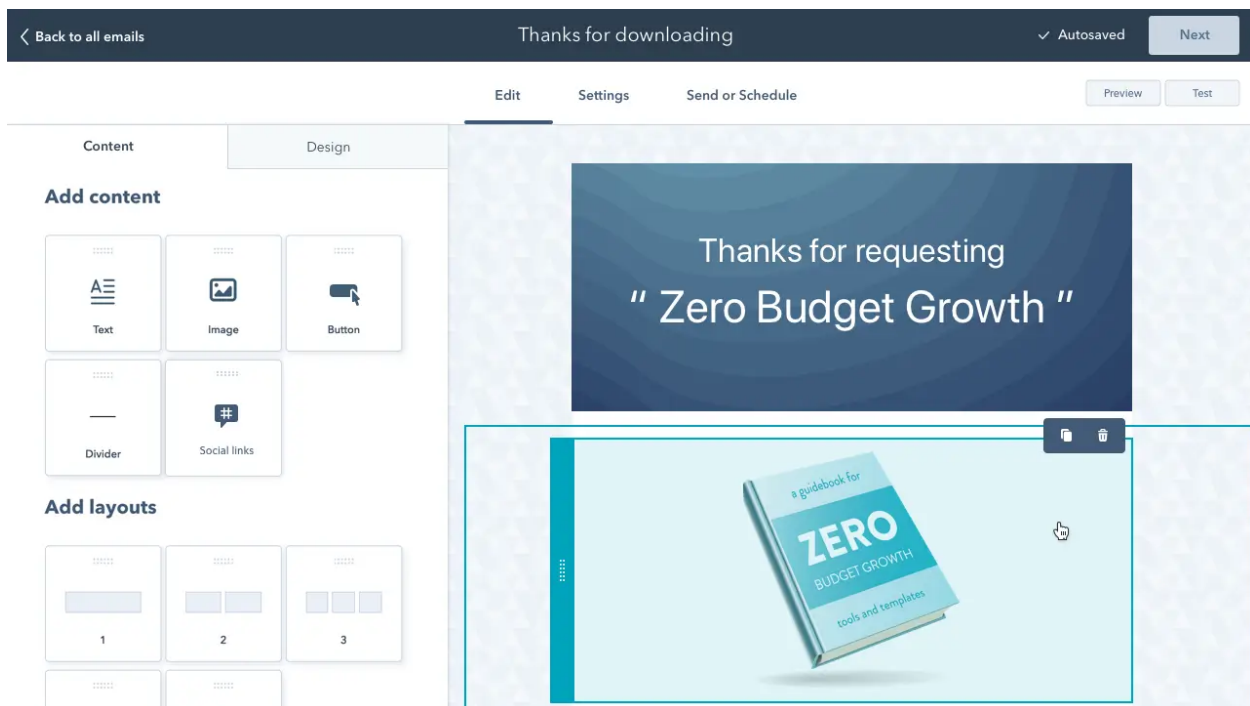 Back to all emails
Thanks for downloading
Autosaved
Next
Edit
Settings
Send or Schedule
Preview
Test
Content
Design
Add content
Text
Image
Button
Divider
Social links
Add layouts
1
2
3
Thanks for requesting
“ Zero Budget Growth ”
a guidebook for
ZERO
BUDGET GROWTH
tools and templates